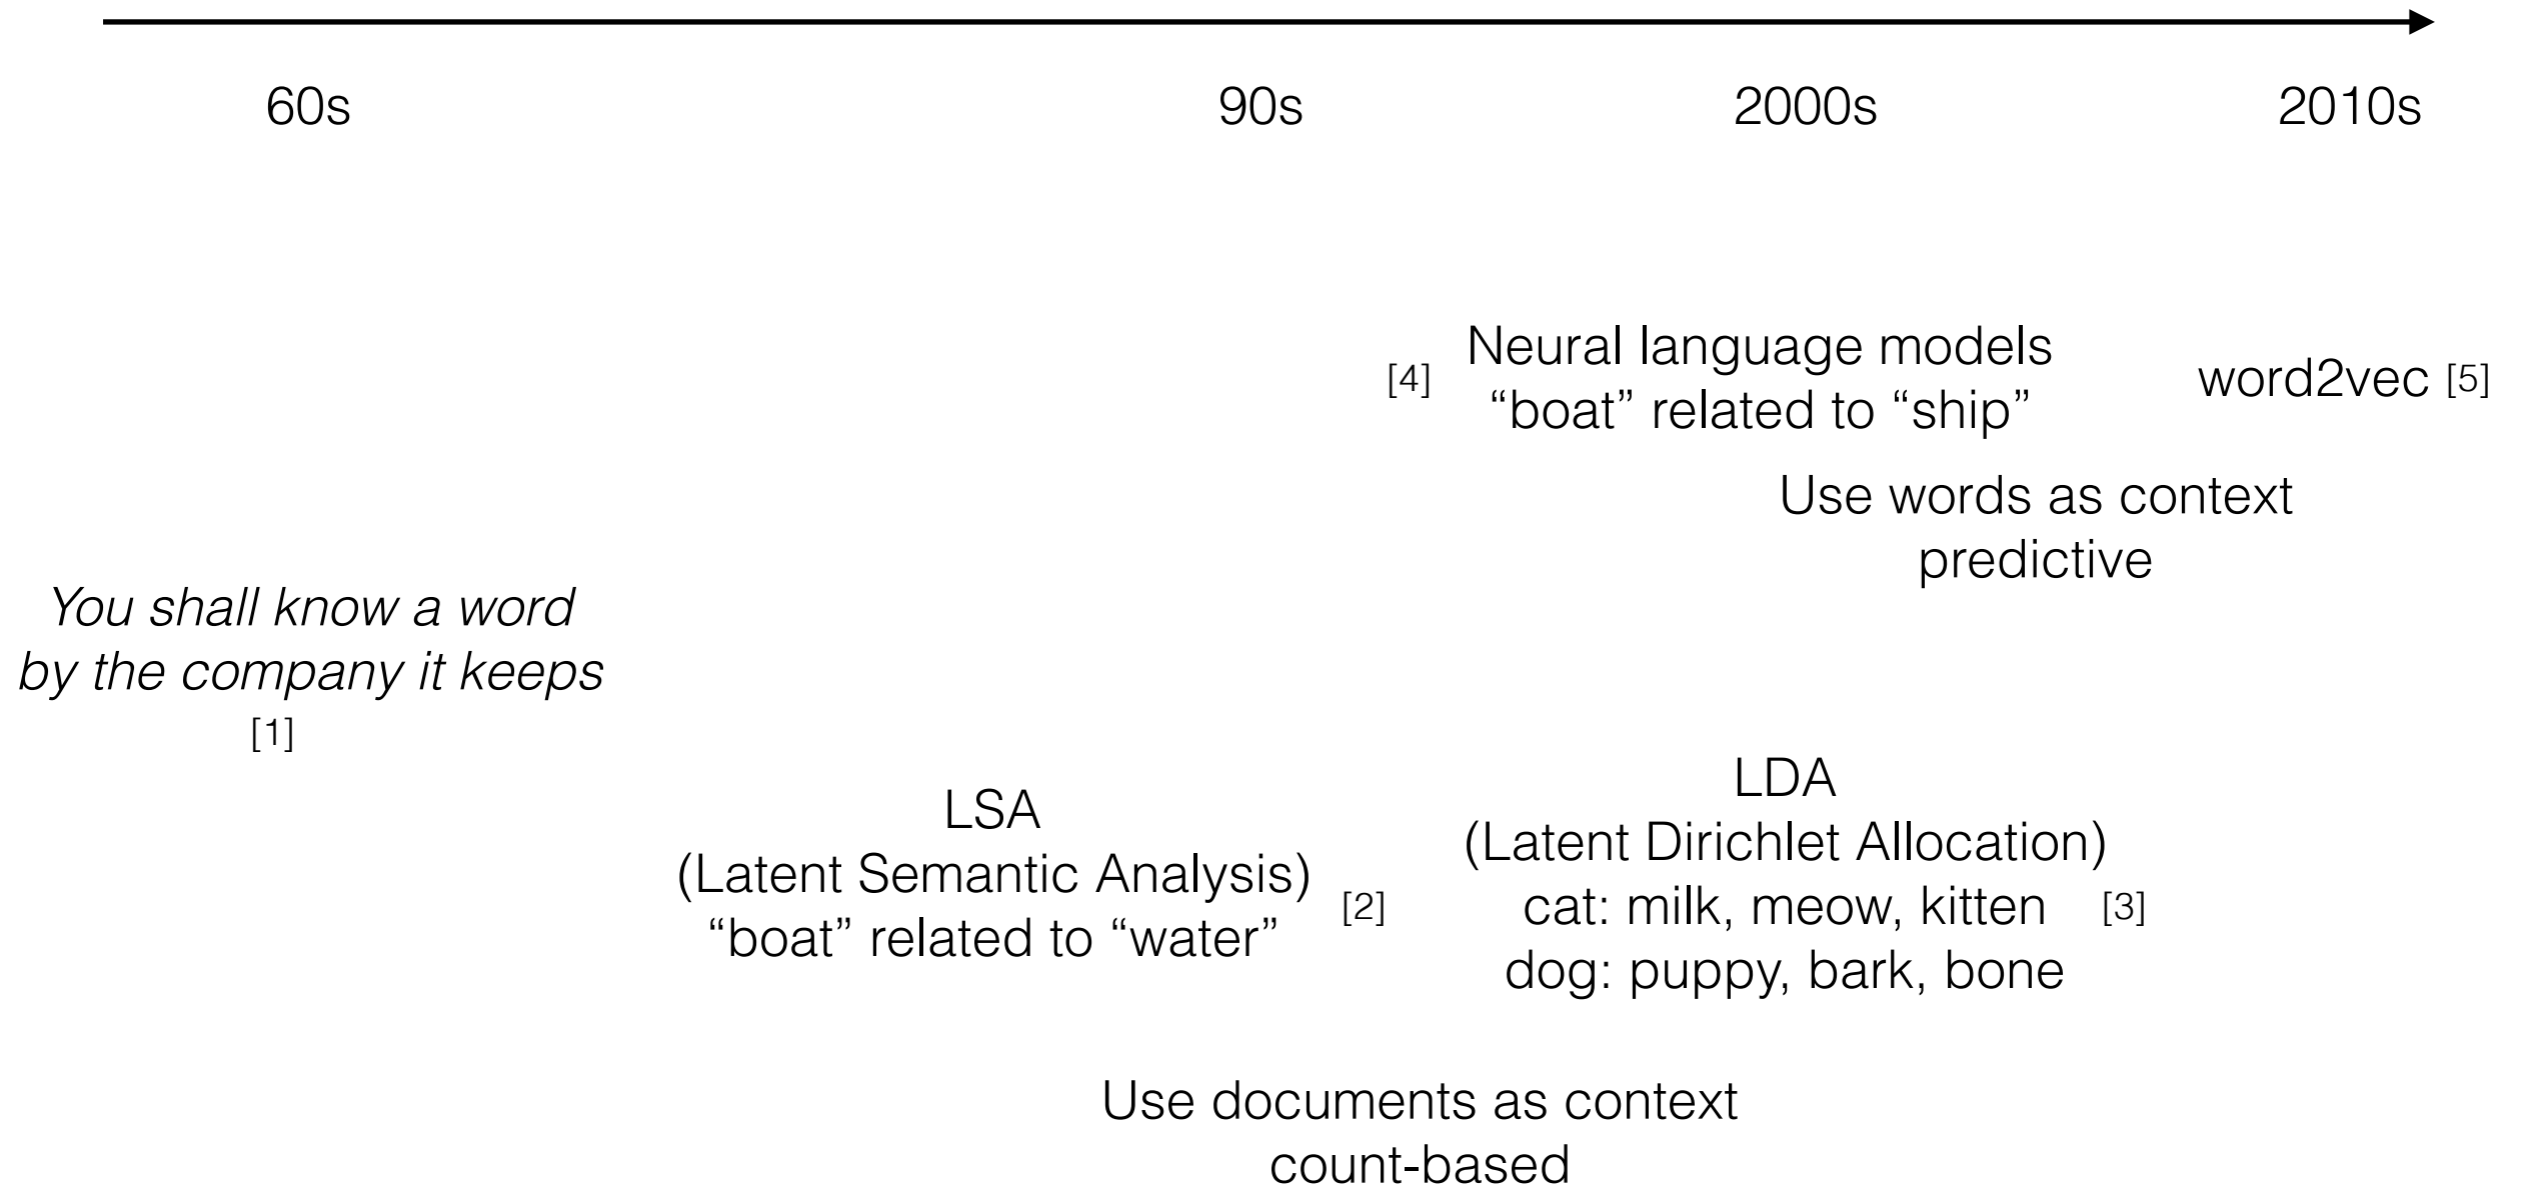 60s 90s 2000s 2010s
Neural language models
[4] word2vec [5]
“boat” related to “ship”
Use words as context
predictive
You shall know a word
by the company it keeps
[1]
LSA
(Latent Semantic Analysis)
“boat” related to “water”
[2]
LDA
(Latent Dirichlet Allocation)
cat: milk, meow, kitten [3]
dog: puppy, bark, bone
Use documents as context
count-based